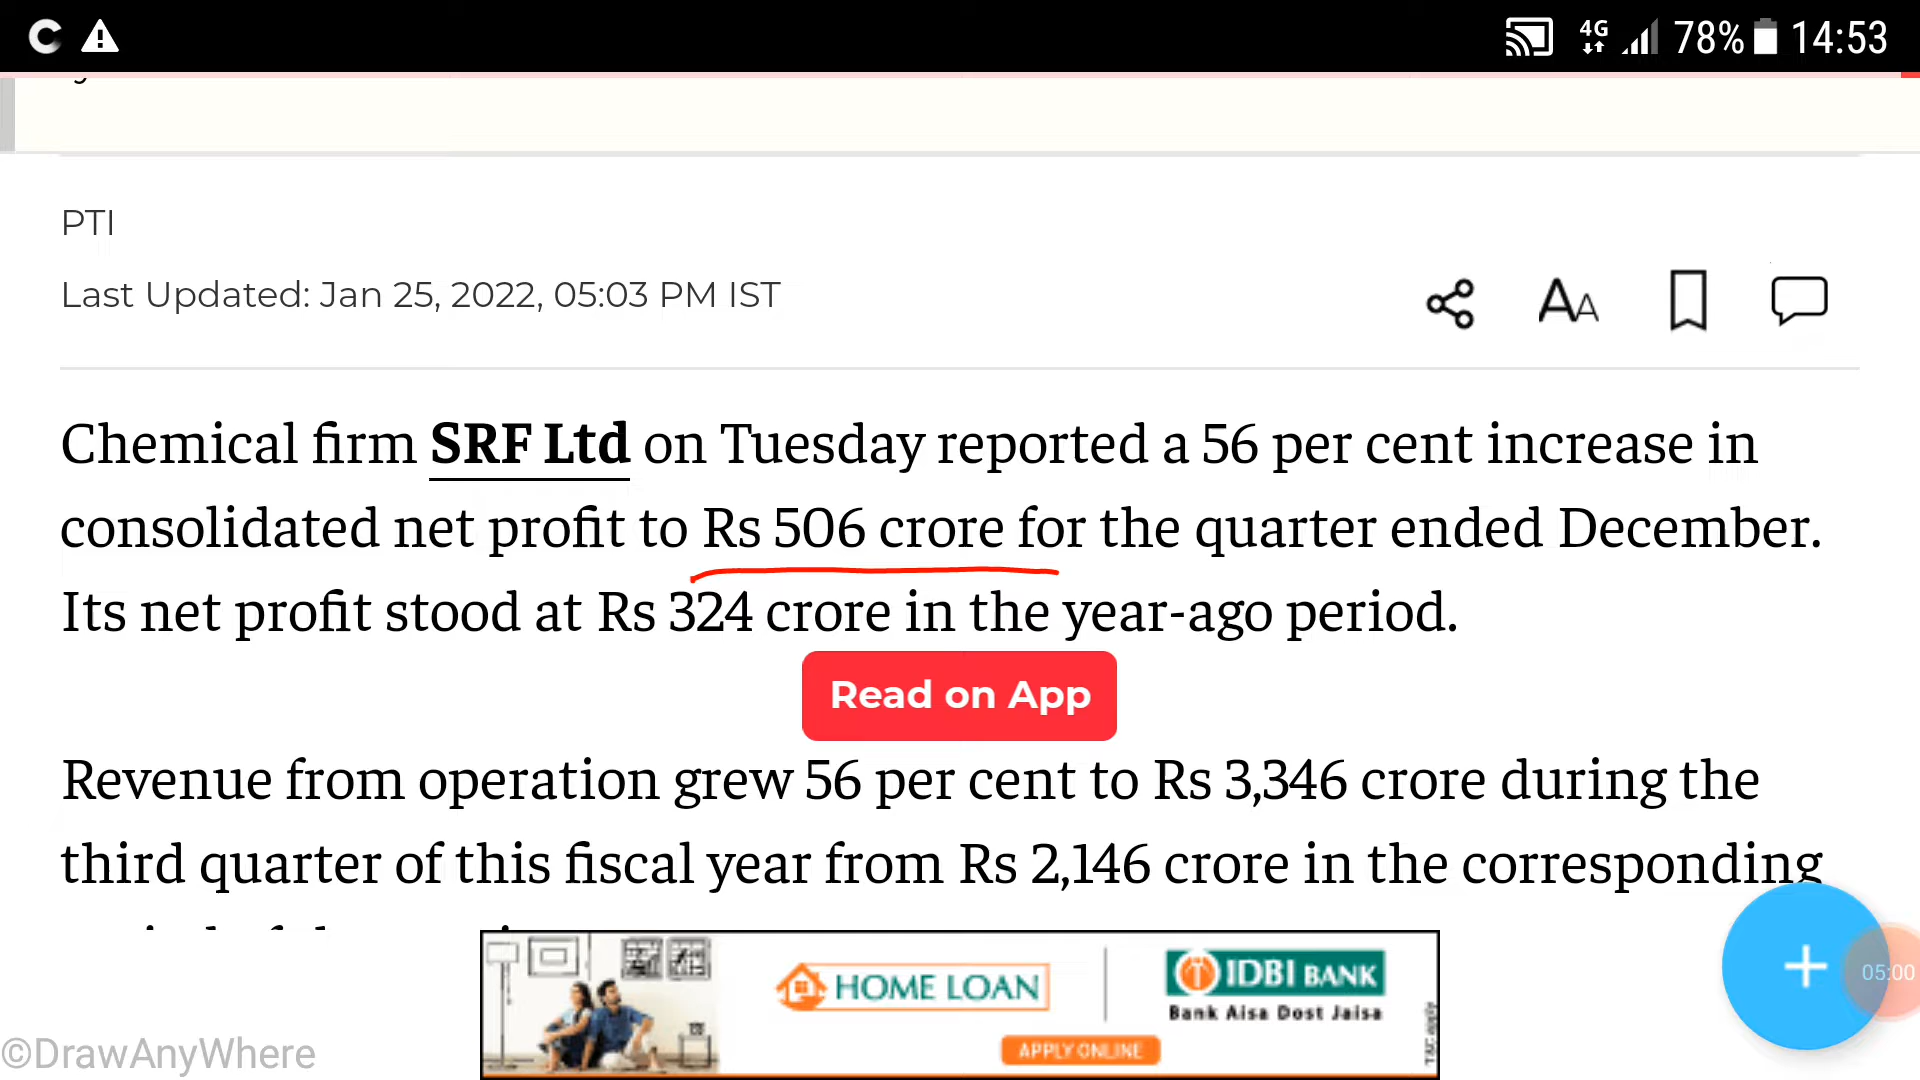 4G 78% 14:53
PTI
Last Updated: Jan 25, 2022, 05:03 PM IST
AA
Chemical firm SRF Ltd on Tuesday reported a 56 per cent increase in
consolidated net profit to Rs 506 crore for the quarter ended December.
Its net profit stood at Rs 324 crore in the year-ago period.
Read on App
Revenue from operation grew 56 per cent to Rs 3,346 crore during the
third quarter of this fiscal year from Rs 2,146 crore in the corresponding
HOME LOAN
IDBI BANK
Bank Aisa Dost Jaisa
APPLY ONLINE
T&C apply
+
05:00
©DrawAnyWhere